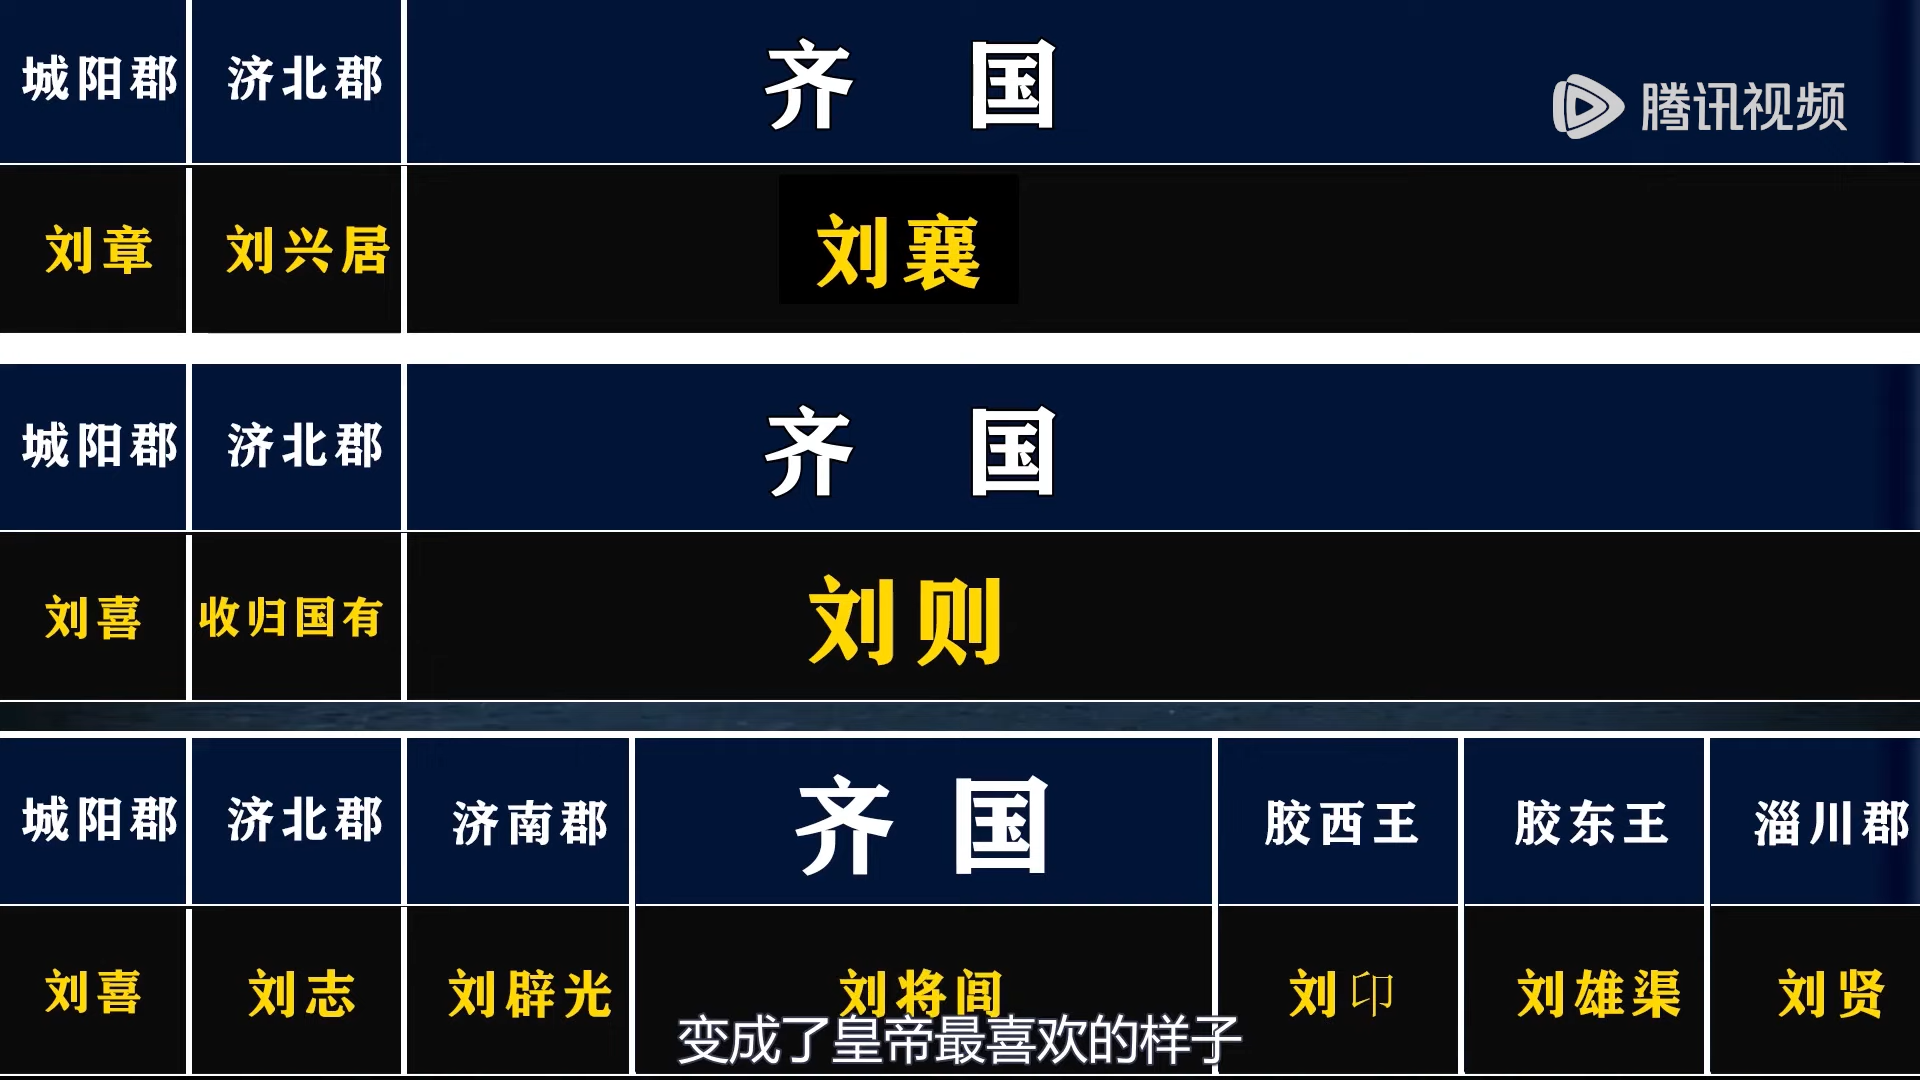 城阳郡 济北郡 齐国
腾讯视频
刘章 刘兴居 刘襄
城阳郡 济北郡 齐国
刘喜 收归国有 刘则
城阳郡 济北郡 济南郡 齐国 胶西王 胶东王 淄川郡
刘喜 刘志 刘辟光 刘将闾 刘卬 刘雄渠 刘贤
变成了皇帝最喜欢的样子